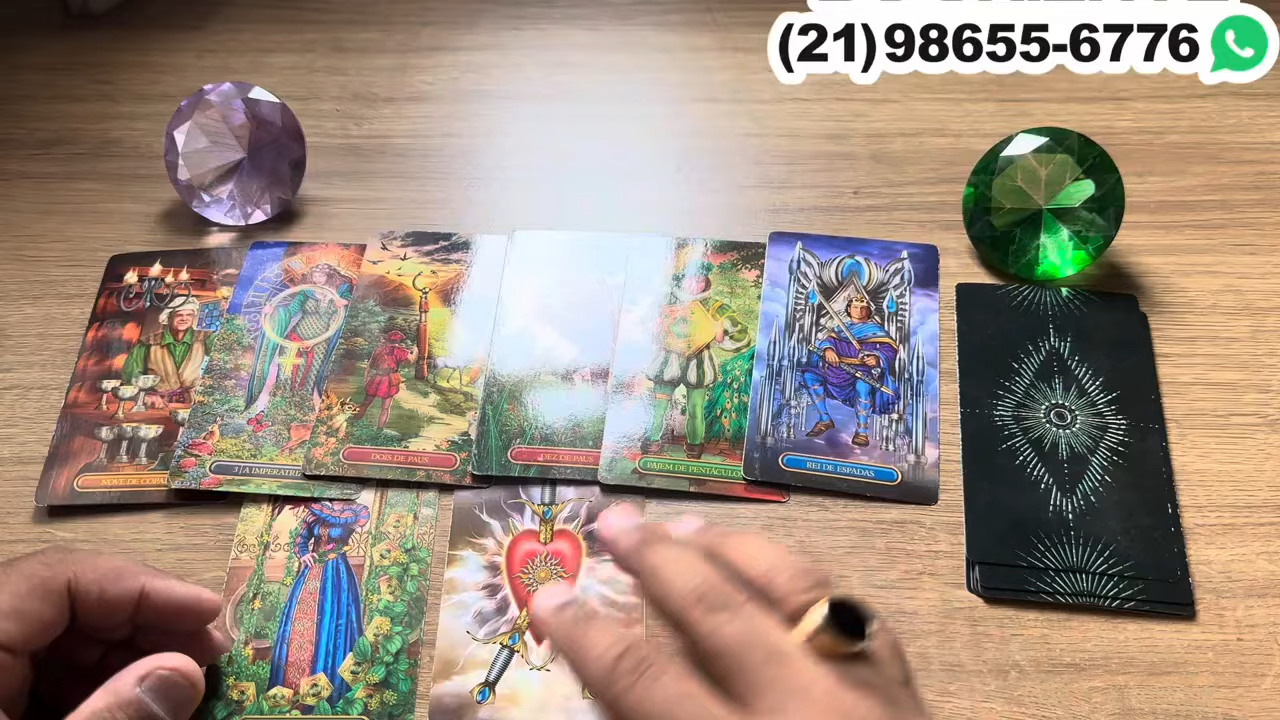 (21)98655-6776
NOVE DE COPAS
3 | A IMPERATRIZ
DOIS DE PAUS
DEZ DE PAUS
PAJEM DE PENTÁCULOS
REI DE ESPADAS